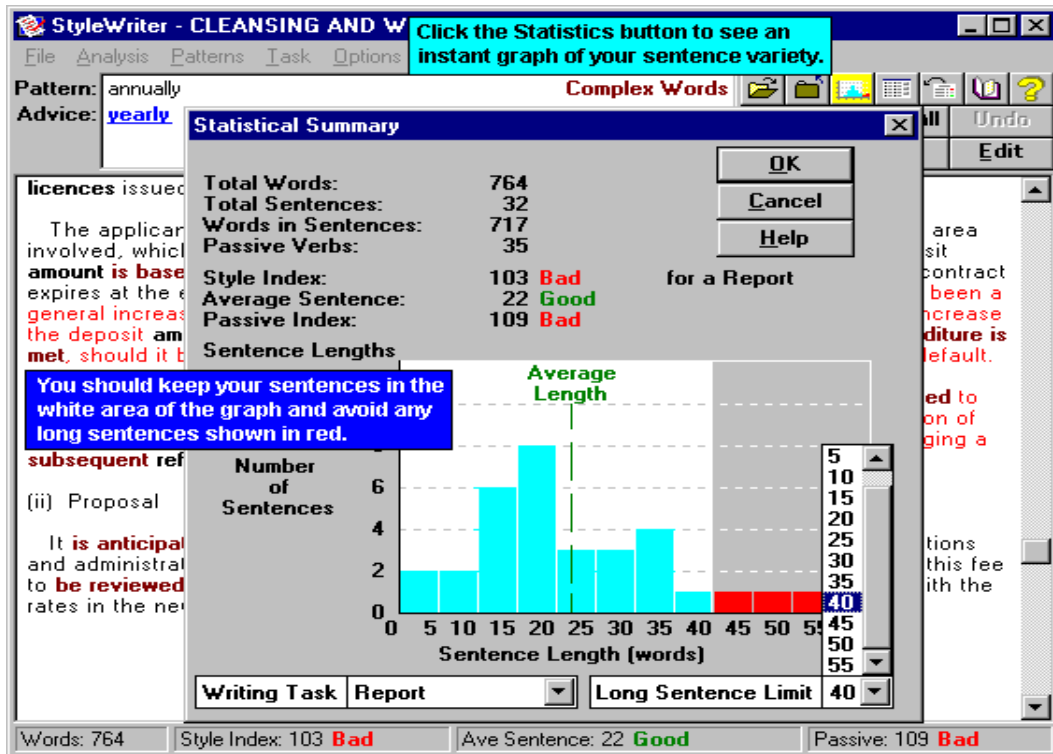 StyleWriter - CLEANSING AND W
Click the Statistics button to see an
instant graph of your sentence variety.
File Analysis Patterns Task Options
Pattern: annually Complex Words
Advice: yearly
Undo
Edit
Statistical Summary
Total Words: 764
Total Sentences: 32
Words in Sentences: 717
Passive Verbs: 35
Style Index: 103 Bad for a Report
Average Sentence: 22 Good
Passive Index: 109 Bad
OK
Cancel
Help
licences issued
The applican area
involved, which sit
amount is base contract
expires at the e been a
general increas ncrease
the deposit am diture is
met, should it b default.
ed to
on of
ging a
subsequent ref
(ii) Proposal
It is anticipat tions
and administrat this fee
to be reviewed ith the
rates in the ne
Sentence Lengths
You should keep your sentences in the
white area of the graph and avoid any
long sentences shown in red.
Average
Length
Number
of
Sentences
6
4
2
0
0 5 10 15 20 25 30 35 40 45 50 55
Sentence Length (words)
5
10
15
20
25
30
35
40
45
50
55
Writing Task Report Long Sentence Limit 40
Words: 764 Style Index: 103 Bad Ave Sentence: 22 Good Passive: 109 Bad